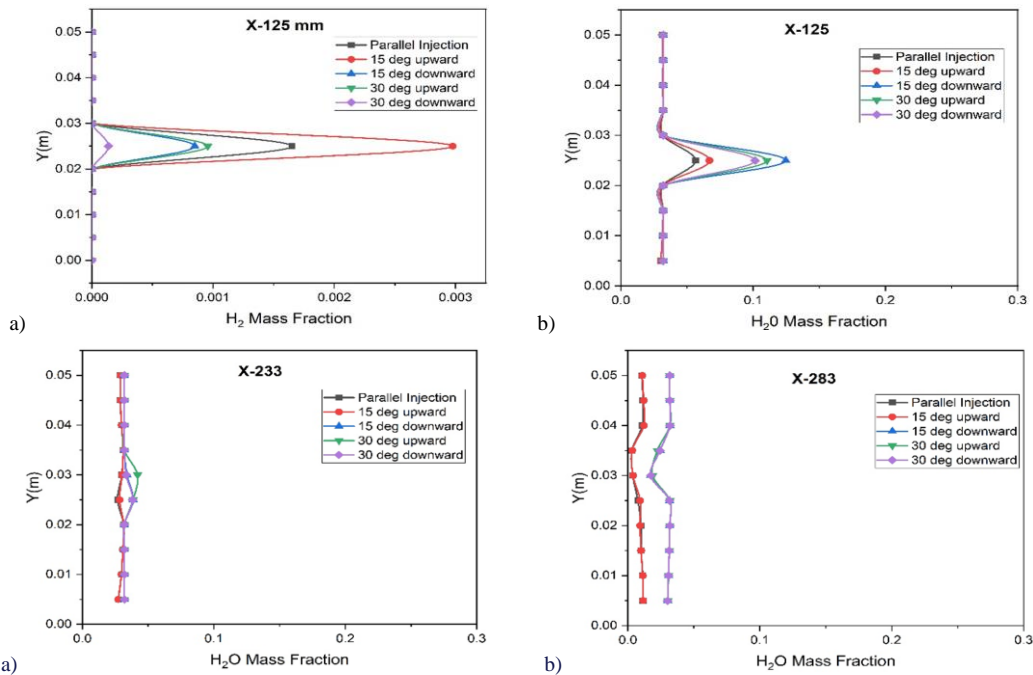 X-125 mm
Parallel Injection
15 deg upward
15 deg downward
30 deg upward
30 deg downward
0.05
0.04
0.03
0.02
0.01
0.00
Y(m)
0.000 0.001 0.002 0.003
H₂ Mass Fraction
a)
X-125
Parallel Injection
15 deg upward
15 deg downward
30 deg upward
30 deg downward
0.05
0.04
0.03
0.02
0.01
0.00
Y(m)
0.0 0.1 0.2 0.3
H₂0 Mass Fraction
b)
X-233
Parallel Injection
15 deg upward
15 deg downward
30 deg upward
30 deg downward
0.05
0.04
0.03
0.02
0.01
0.00
Y(m)
0.0 0.1 0.2 0.3
H₂O Mass Fraction
a)
X-283
Parallel Injection
15 deg upward
15 deg downward
30 deg upward
30 deg downward
0.05
0.04
0.03
0.02
0.01
0.00
Y(m)
0.0 0.1 0.2 0.3
H₂O Mass Fraction
b)